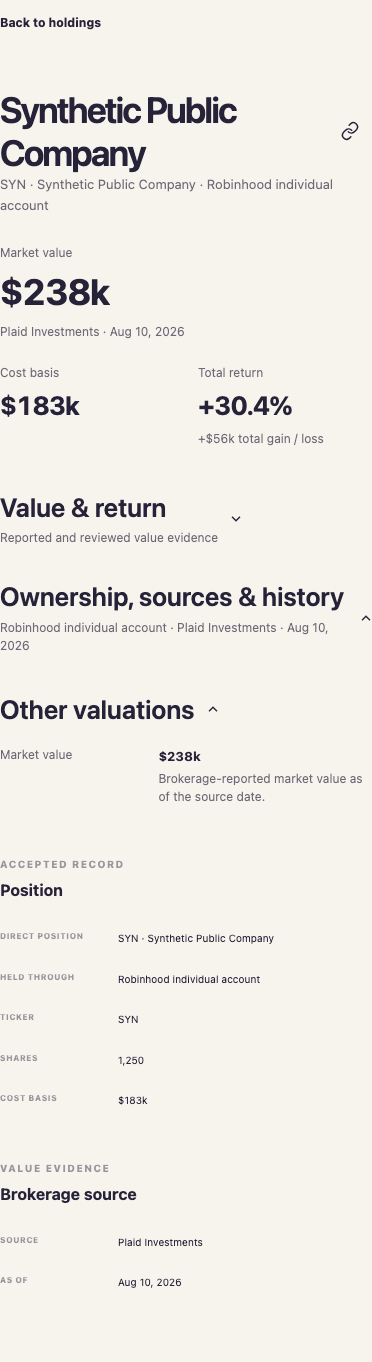 Back to holdings
Synthetic Public
Company
SYN · Synthetic Public Company · Robinhood individual
account
Market value
$238k
Plaid Investments · Aug 10, 2026
Cost basis
Total return
$183k
+30.4%
+$56k total gain / loss
Value & return
Reported and reviewed value evidence
Ownership, sources & history
Robinhood individual account · Plaid Investments · Aug 10,
2026
Other valuations
Market value
$238k
Brokerage-reported market value as
of the source date.
ACCEPTED RECORD
Position
DIRECT POSITION
SYN · Synthetic Public Company
HELD THROUGH
Robinhood individual account
TICKER
SYN
SHARES
1,250
COST BASIS
$183k
VALUE EVIDENCE
Brokerage source
SOURCE
Plaid Investments
AS OF
Aug 10, 2026